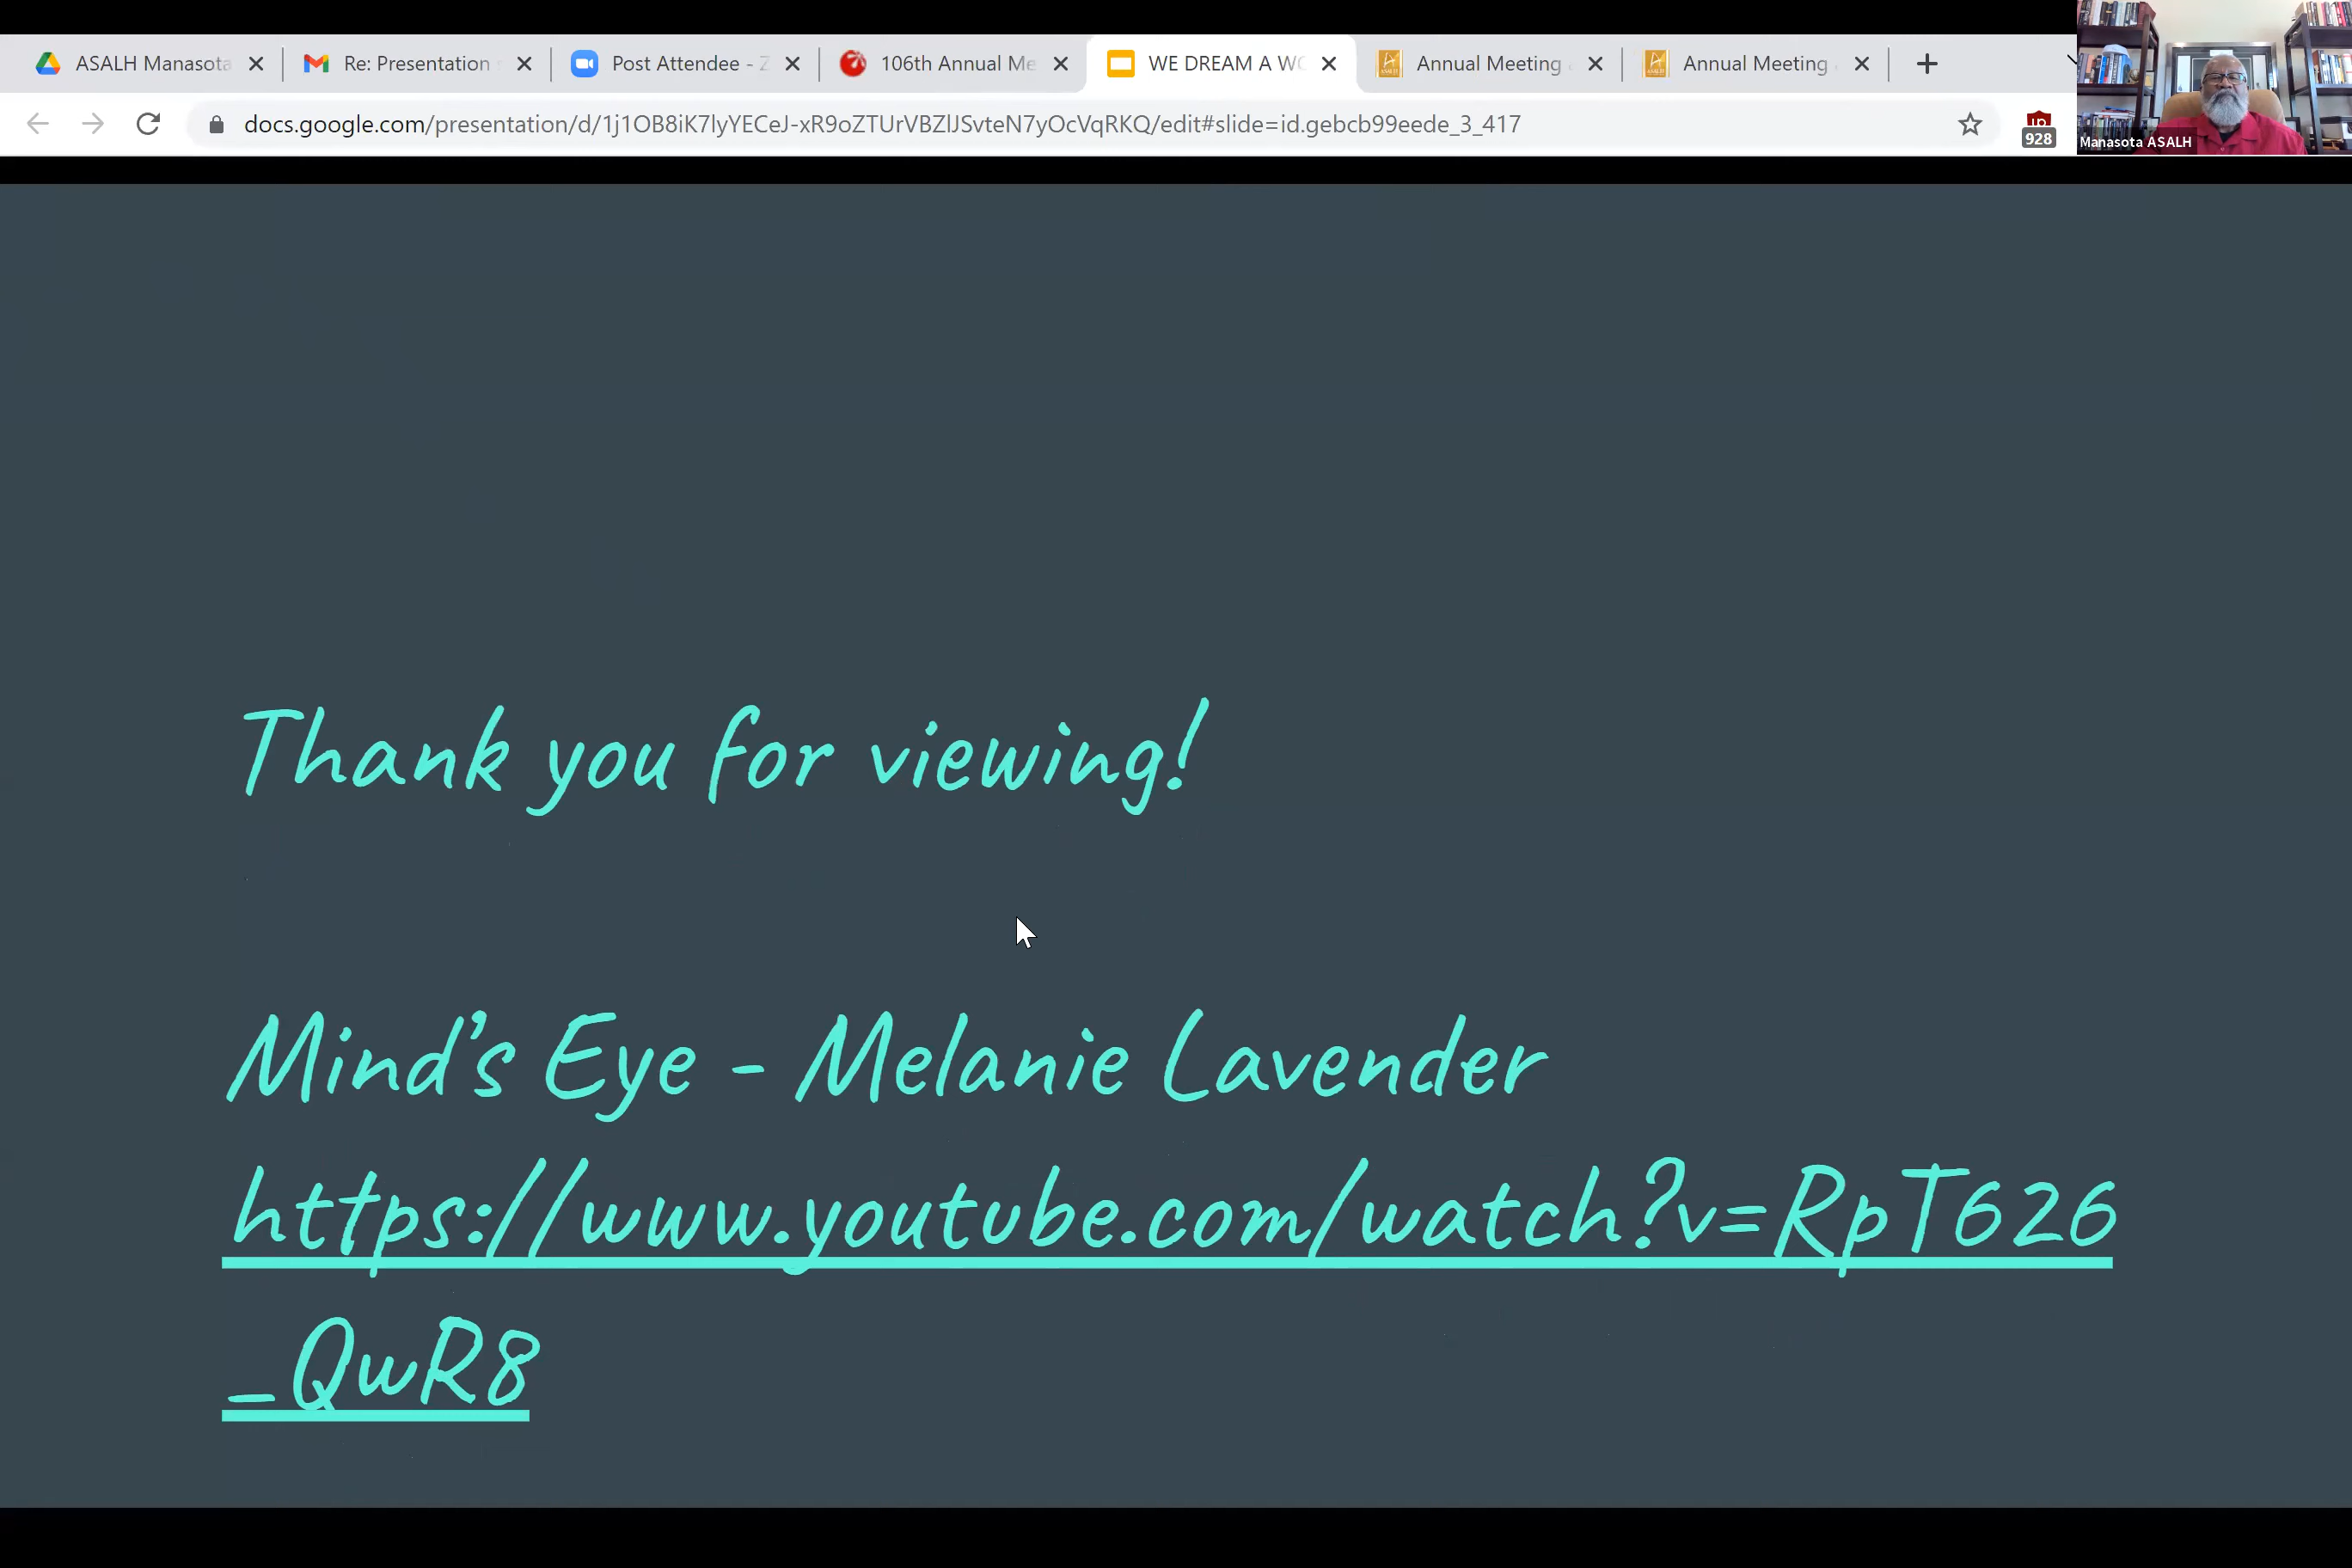 ASALH Manasota
Re: Presentation
Post Attendee - Z
106th Annual Me
WE DREAM A WO
Annual Meeting
Annual Meeting
docs.google.com/presentation/d/1j1OB8iK7lyYECeJ-xR9oZTUrVBZlJSvteN7yOcVqRKQ/edit#slide=id.gebcb99eede_3_417
928
Manasota ASALH
Thank you for viewing!
Mind's Eye - Melanie Lavender
https://www.youtube.com/watch?v=RpT626
_QwR8